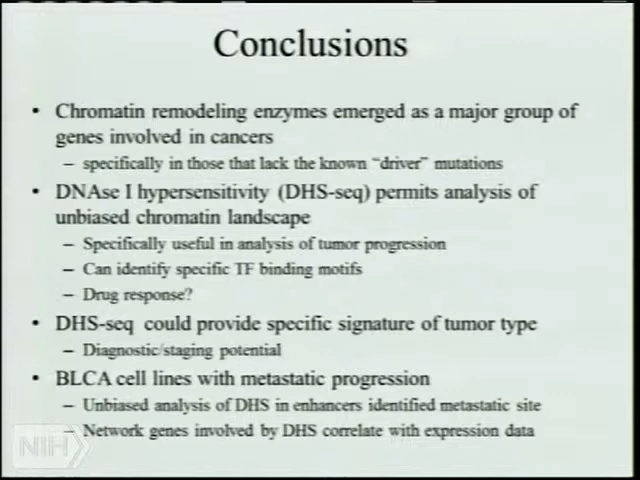 Conclusions
• Chromatin remodeling enzymes emerged as a major group of
genes involved in cancers
– specifically in those that lack the known “driver” mutations
• DNAse I hypersensitivity (DHS-seq) permits analysis of
unbiased chromatin landscape
– Specifically useful in analysis of tumor progression
– Can identify specific TF binding motifs
– Drug response?
• DHS-seq could provide specific signature of tumor type
– Diagnostic/staging potential
• BLCA cell lines with metastatic progression
– Unbiased analysis of DHS in enhancers identified metastatic site
– Network genes involved by DHS correlate with expression data
NIH